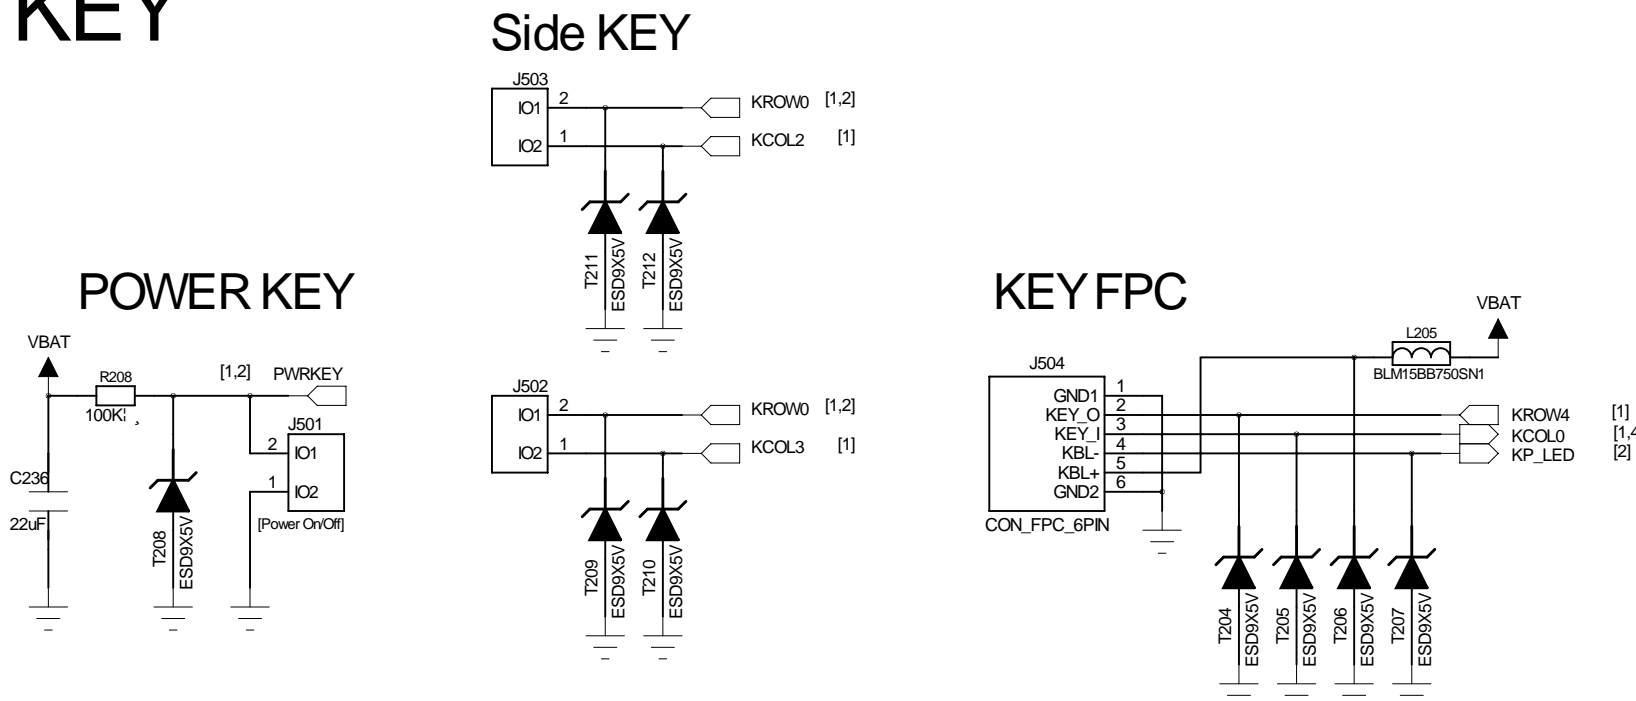 KEY
Side KEY
J503
IO1 2 KROW0 [1,2]
IO2 1 KCOL2 [1]
T211 ESD9X5V
T212 ESD9X5V
POWER KEY
VBAT
R208
100K
[1,2] PWRKEY
J501
2 IO1
1 IO2
[Power On/Off]
C236
22uF
T208 ESD9X5V
J502
IO1 2 KROW0 [1,2]
IO2 1 KCOL3 [1]
T209 ESD9X5V
T210 ESD9X5V
KEY FPC
VBAT
L205
BLM15BB750SN1
J504
GND1 1
KEY_O 2 KROW4 [1]
KEY_I 3 KCOL0 [1,4
KBL- 4 KP_LED [2]
KBL+ 5
GND2 6
CON_FPC_6PIN
T204 ESD9X5V
T205 ESD9X5V
T206 ESD9X5V
T207 ESD9X5V